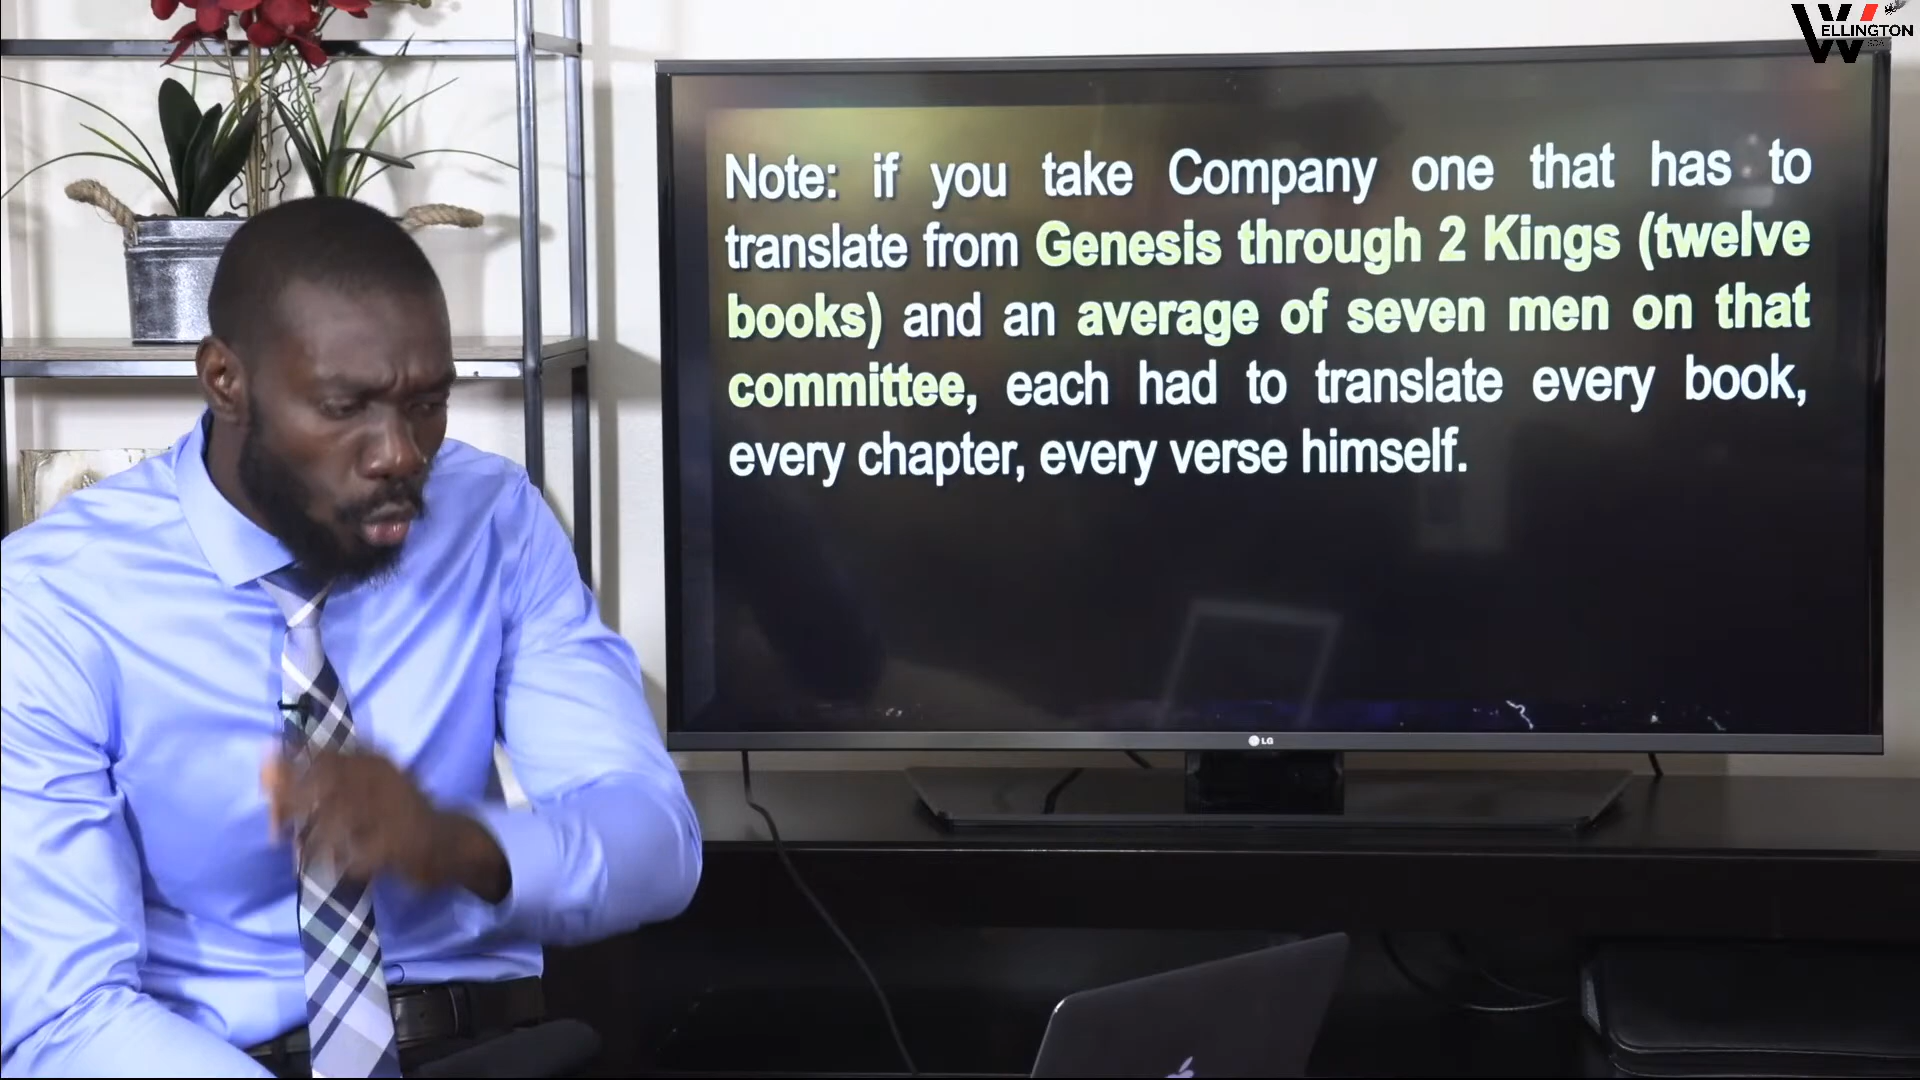 WELLINGTON
SDA
Note: if you take Company one that has to
translate from Genesis through 2 Kings (twelve
books) and an average of seven men on that
committee, each had to translate every book,
every chapter, every verse himself.
LG